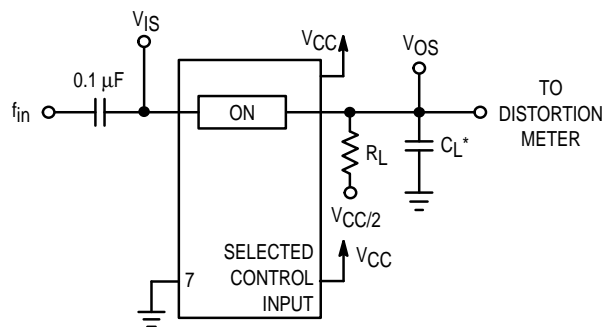 V_IS
V_CC
V_OS
0.1 μF
f_in
ON
TO
DISTORTION
METER
R_L
C_L*
V_CC/2
7
SELECTED
CONTROL
INPUT
V_CC